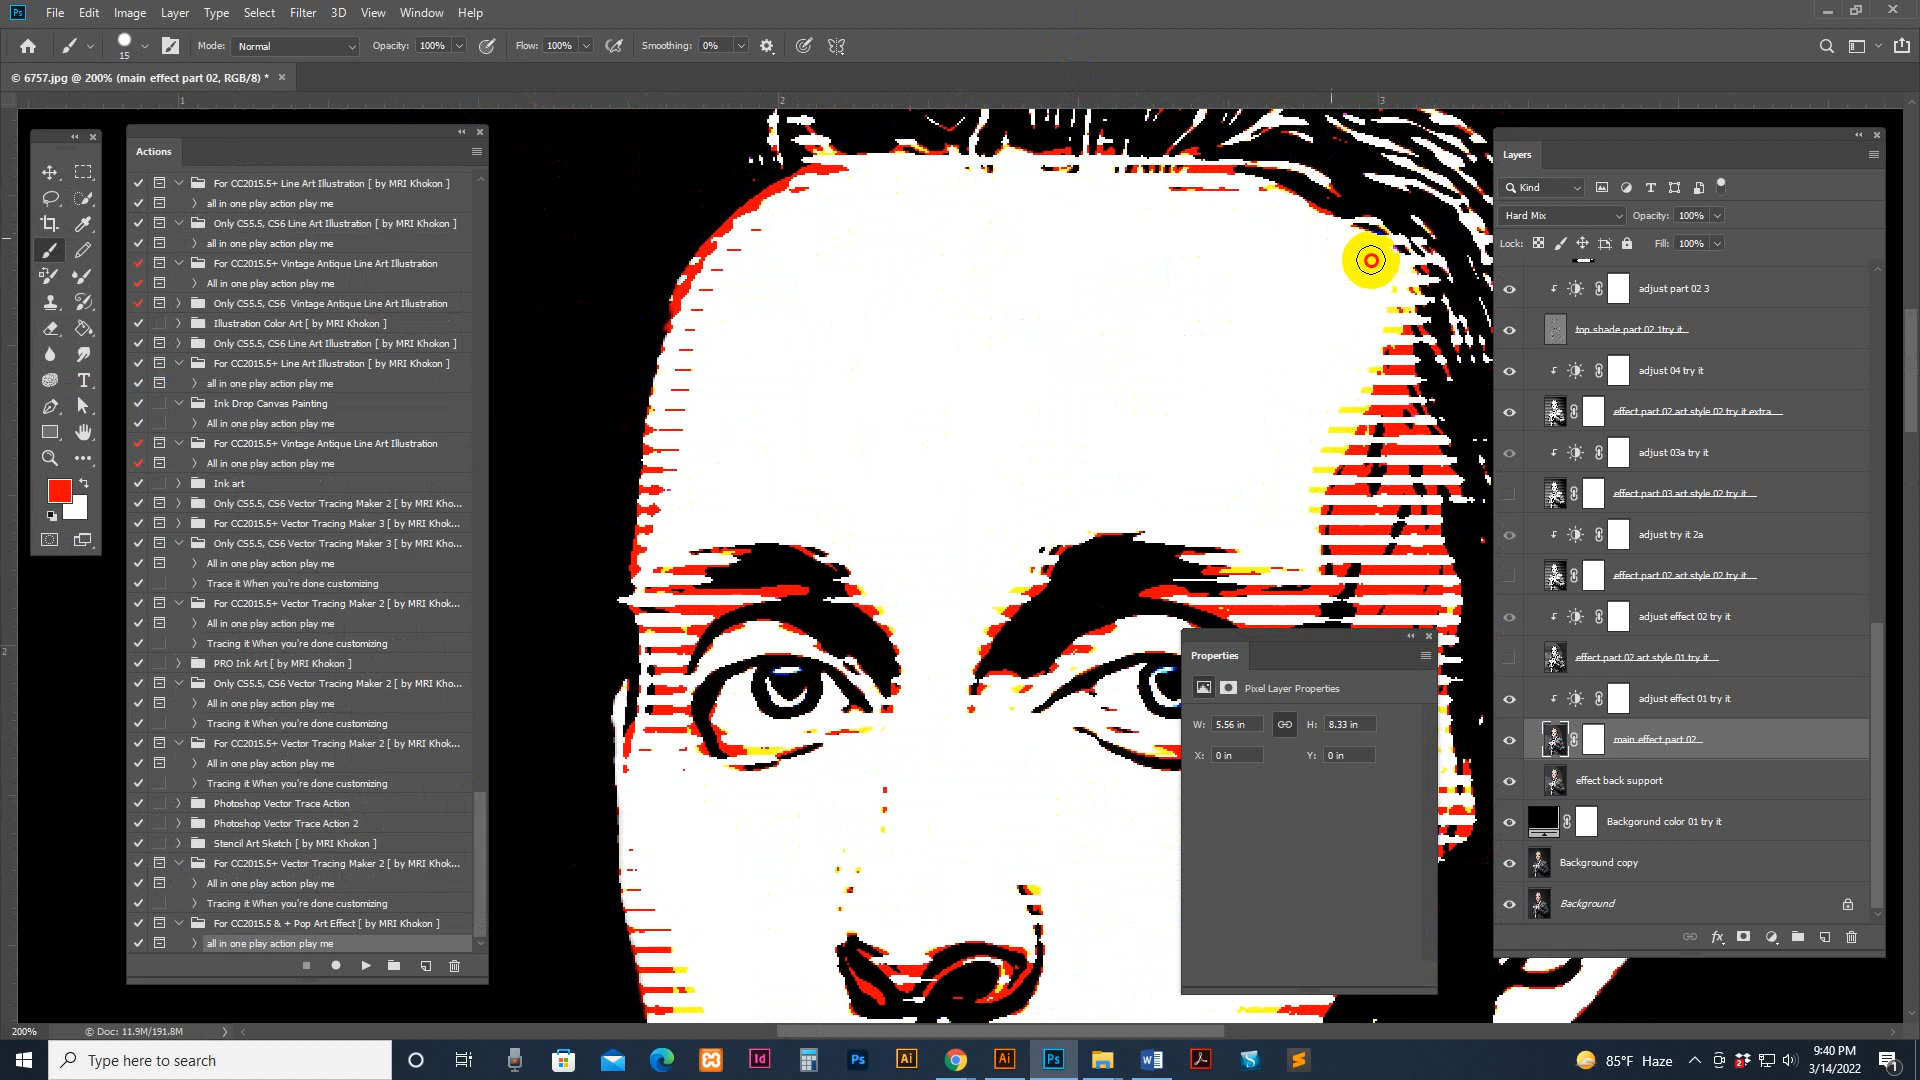 Ps File Edit Image Layer Type Select Filter 3D View Window Help
15 Mode: Normal Opacity: 100% Flow: 100% Smoothing: 0%
© 6757.jpg @ 200% (main effect part 02, RGB/8) * ×
1 2 3
2
Actions
For CC2015.5+ Line Art Illustration [ by MRI Khokon ]
all in one play action play me
Only CS5.5, CS6 Line Art Illustration [ by MRI Khokon ]
all in one play action play me
For CC2015.5+ Vintage Antique Line Art Illustration
All in one play action play me
Only CS5.5, CS6 Vintage Antique Line Art Illustration
Illustration Color Art [ by MRI Khokon ]
Only CS5.5, CS6 Line Art Illustration [ by MRI Khokon ]
For CC2015.5+ Line Art Illustration [ by MRI Khokon ]
all in one play action play me
Ink Drop Canvas Painting
All in one play action play me
For CC2015.5+ Vintage Antique Line Art Illustration
All in one play action play me
Ink art
Only CS5.5, CS6 Vector Tracing Maker 2 [ by MRI Kho...
For CC2015.5+ Vector Tracing Maker 3 [ by MRI Khok...
Only CS5.5, CS6 Vector Tracing Maker 3 [ by MRI Kho...
All in one play action play me
Trace it When you're done customizing
For CC2015.5+ Vector Tracing Maker 2 [ by MRI Khok...
All in one play action play me
Tracing it When you're done customizing
PRO Ink Art [ by MRI Khokon ]
Only CS5.5, CS6 Vector Tracing Maker 2 [ by MRI Kho...
All in one play action play me
Tracing it When you're done customizing
For CC2015.5+ Vector Tracing Maker 2 [ by MRI Khok...
All in one play action play me
Tracing it When you're done customizing
Photoshop Vector Trace Action
Photoshop Vector Trace Action 2
Stencil Art Sketch [ by MRI Khokon ]
For CC2015.5+ Vector Tracing Maker 2 [ by MRI Khok...
All in one play action play me
Tracing it When you're done customizing
For CC2015.5 & + Pop Art Effect [ by MRI Khokon ]
all in one play action play me
Properties
Pixel Layer Properties
W: 5.56 in H: 8.33 in
X: 0 in Y: 0 in
Layers
Kind
Hard Mix Opacity: 100%
Lock: Fill: 100%
adjust part 02 3
top shade part 02 1try it
adjust 04 try it
effect part 02 art style 02 try it extra
adjust 03a try it
effect part 03 art style 02 try it
adjust try it 2a
effect part 02 art style 02 try it
adjust effect 02 try it
effect part 02 art style 01 try it
adjust effect 01 try it
main effect part 02
effect back support
Backgorund color 01 try it
Background copy
Background
fx
200% © Doc: 11.9M/191.8M
Type here to search
Id Ps Ai Ai Ps W S
85°F Haze
9:40 PM
3/14/2022
1